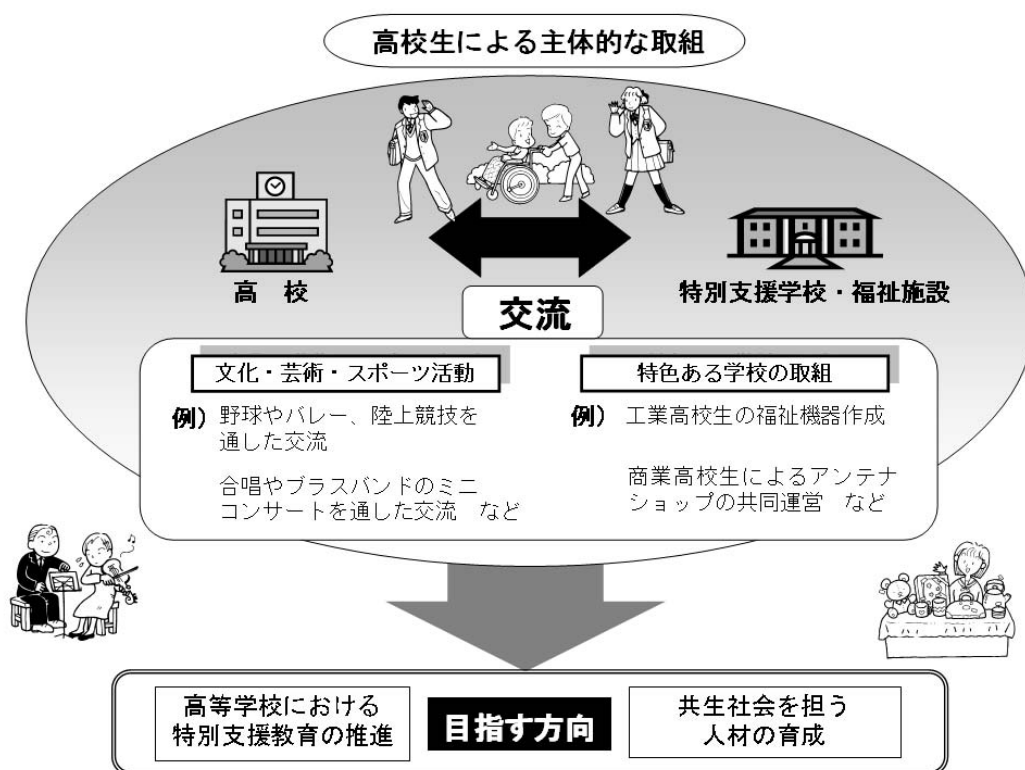 高校生による主体的な取組
高 校
特別支援学校・福祉施設
交流
文化・芸術・スポーツ活動
例）野球やバレー、陸上競技を
通した交流
合唱やブラスバンドのミニ
コンサートを通した交流　など
特色ある学校の取組
例）工業高校生の福祉機器作成
商業高校生によるアンテナ
ショップの共同運営　など
高等学校における
特別支援教育の推進
目指す方向
共生社会を担う
人材の育成